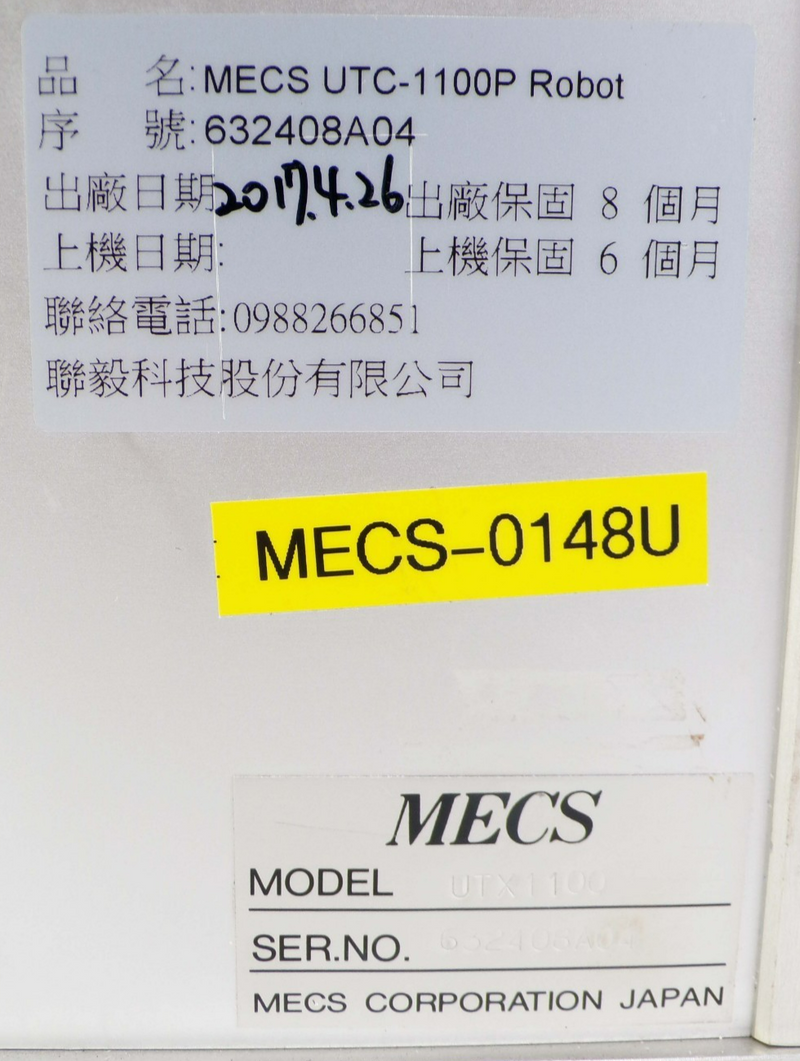 品 名:MECS UTC-1100P Robot
序 號:632408A04
出廠日期2017.4.26 出廠保固 8 個月
上機日期: 上機保固 6 個月
聯絡電話:0988266851
聯毅科技股份有限公司
MECS-0148U
MECS
MODEL UTX1100
SER.NO. 632408A04
MECS CORPORATION JAPAN